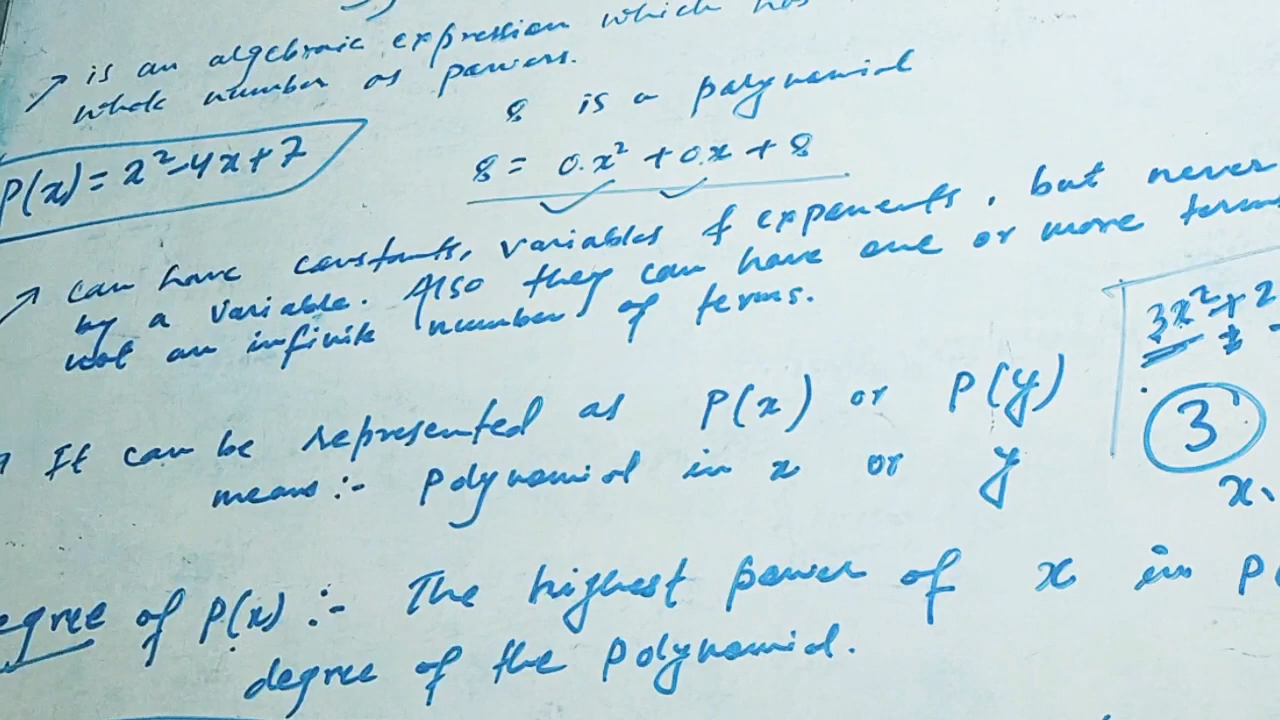 → is an algebraic expression which has
whole number as powers.
P(x) = x²-4x+7
8 is a polynomial
8 = 0.x² + 0.x + 8
→ can have constants, variables & exponents, but never
by a variable. Also they can have one or more terms
not an infinite number of terms.
3x²+2
3
x
→ It can be represented as P(x) or P(y)
means :- Polynomial in x or y
egree of P(x) :- The highest power of x in P(
degree of the Polynomial.